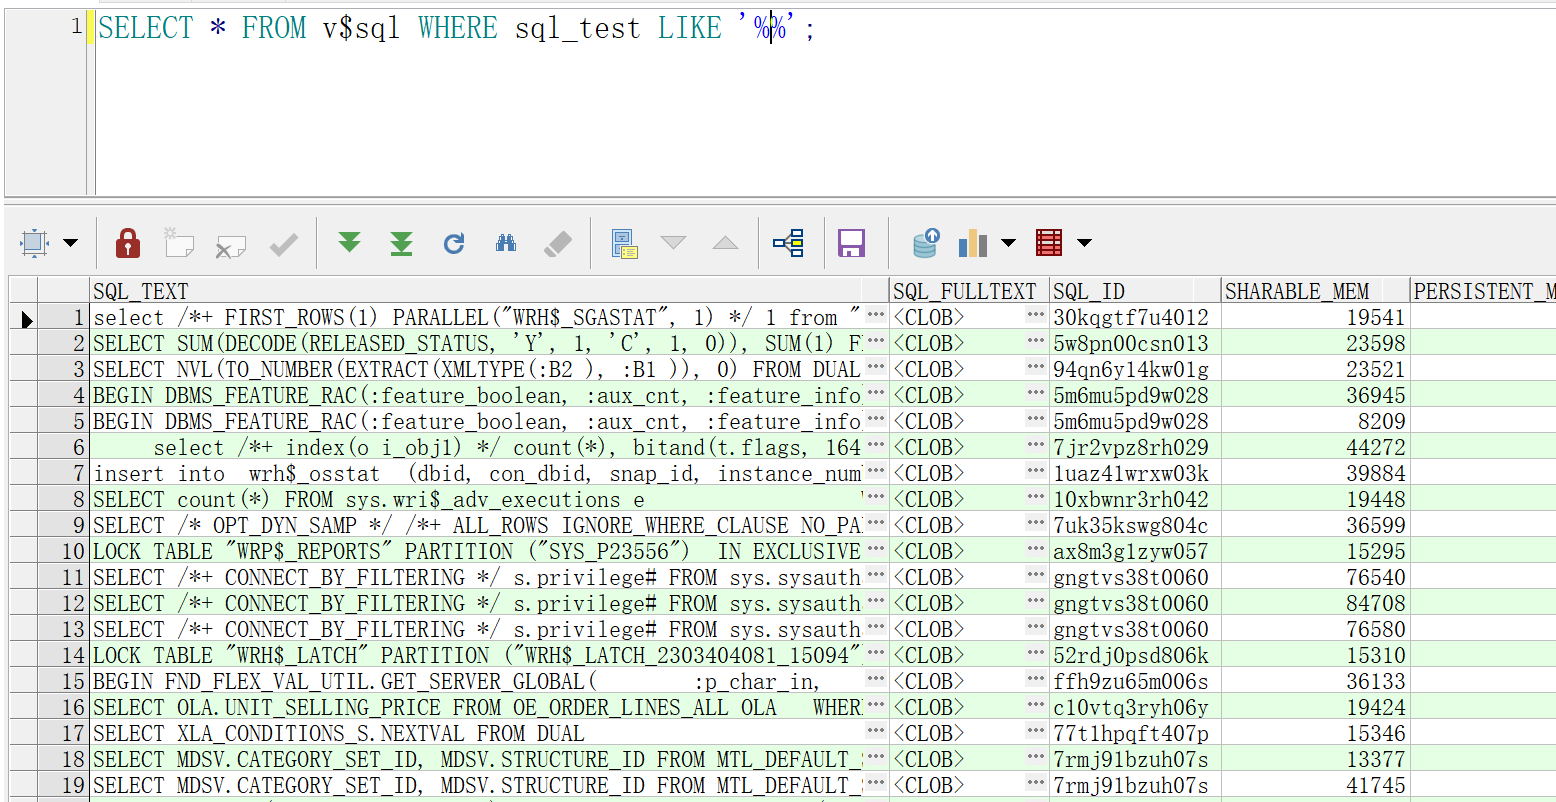 1 SELECT * FROM v$sql WHERE sql_test LIKE '%%';
SQL_TEXT SQL_FULLTEXT SQL_ID SHARABLE_MEM PERSISTENT_M
1 select /*+ FIRST_ROWS(1) PARALLEL("WRH$_SGASTAT", 1) */ 1 from " ... <CLOB> ... 30kqgtf7u4012 19541
2 SELECT SUM(DECODE(RELEASED_STATUS, 'Y', 1, 'C', 1, 0)), SUM(1) F ... <CLOB> ... 5w8pn00csn013 23598
3 SELECT NVL(TO_NUMBER(EXTRACT(XMLTYPE(:B2 ), :B1 )), 0) FROM DUAL ... <CLOB> ... 94qn6y14kw01g 23521
4 BEGIN DBMS_FEATURE_RAC(:feature_boolean, :aux_cnt, :feature_info ... <CLOB> ... 5m6mu5pd9w028 36945
5 BEGIN DBMS_FEATURE_RAC(:feature_boolean, :aux_cnt, :feature_info ... <CLOB> ... 5m6mu5pd9w028 8209
6 select /*+ index(o i_obj1) */ count(*), bitand(t.flags, 164 ... <CLOB> ... 7jr2vpz8rh029 44272
7 insert into wrh$_osstat (dbid, con_dbid, snap_id, instance_num ... <CLOB> ... 1uaz41wrxw03k 39884
8 SELECT count(*) FROM sys.wri$_adv_executions e ... <CLOB> ... 10xbwnr3rh042 19448
9 SELECT /* OPT_DYN_SAMP */ /*+ ALL_ROWS IGNORE_WHERE_CLAUSE NO_PA ... <CLOB> ... 7uk35kswg804c 36599
10 LOCK TABLE "WRP$_REPORTS" PARTITION ("SYS_P23556") IN EXCLUSIVE ... <CLOB> ... ax8m3g1zyw057 15295
11 SELECT /*+ CONNECT_BY_FILTERING */ s.privilege# FROM sys.sysauth ... <CLOB> ... gngtvs38t0060 76540
12 SELECT /*+ CONNECT_BY_FILTERING */ s.privilege# FROM sys.sysauth ... <CLOB> ... gngtvs38t0060 84708
13 SELECT /*+ CONNECT_BY_FILTERING */ s.privilege# FROM sys.sysauth ... <CLOB> ... gngtvs38t0060 76580
14 LOCK TABLE "WRH$_LATCH" PARTITION ("WRH$_LATCH_2303404081_15094" ... <CLOB> ... 52rdj0psd806k 15310
15 BEGIN FND_FLEX_VAL_UTIL.GET_SERVER_GLOBAL( :p_char_in, ... <CLOB> ... ffh9zu65m006s 36133
16 SELECT OLA.UNIT_SELLING_PRICE FROM OE_ORDER_LINES_ALL OLA WHER ... <CLOB> ... c10vtq3ryh06y 19424
17 SELECT XLA_CONDITIONS_S.NEXTVAL FROM DUAL ... <CLOB> ... 77t1hpqft407p 15346
18 SELECT MDSV.CATEGORY_SET_ID, MDSV.STRUCTURE_ID FROM MTL_DEFAULT_ ... <CLOB> ... 7rmj91bzuh07s 13377
19 SELECT MDSV.CATEGORY_SET_ID, MDSV.STRUCTURE_ID FROM MTL_DEFAULT_ ... <CLOB> ... 7rmj91bzuh07s 41745